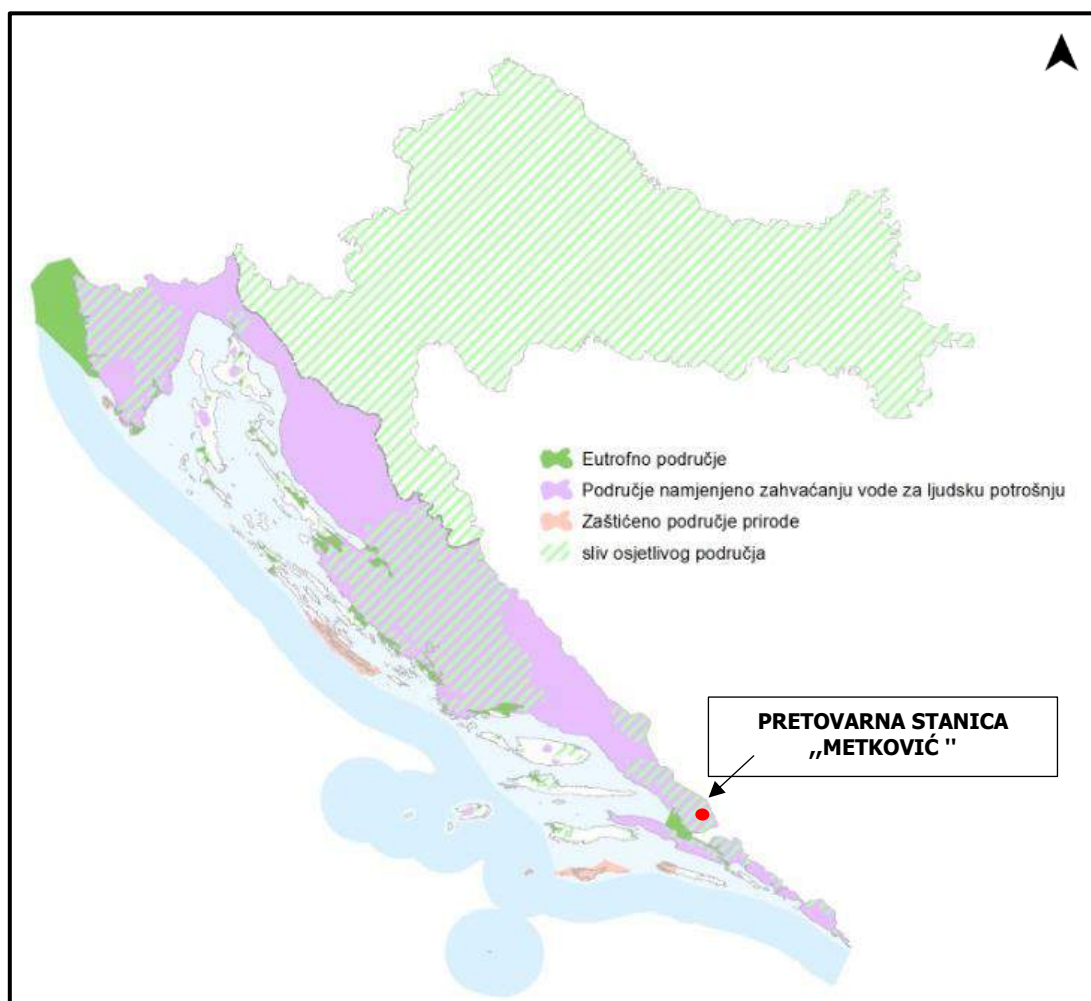 Eutrofno područje
Područje namjenjeno zahvaćanju vode za ljudsku potrošnju
Zaštićeno područje prirode
sliv osjetlivog područja
PRETOVARNA STANICA
,,METKOVIĆ "